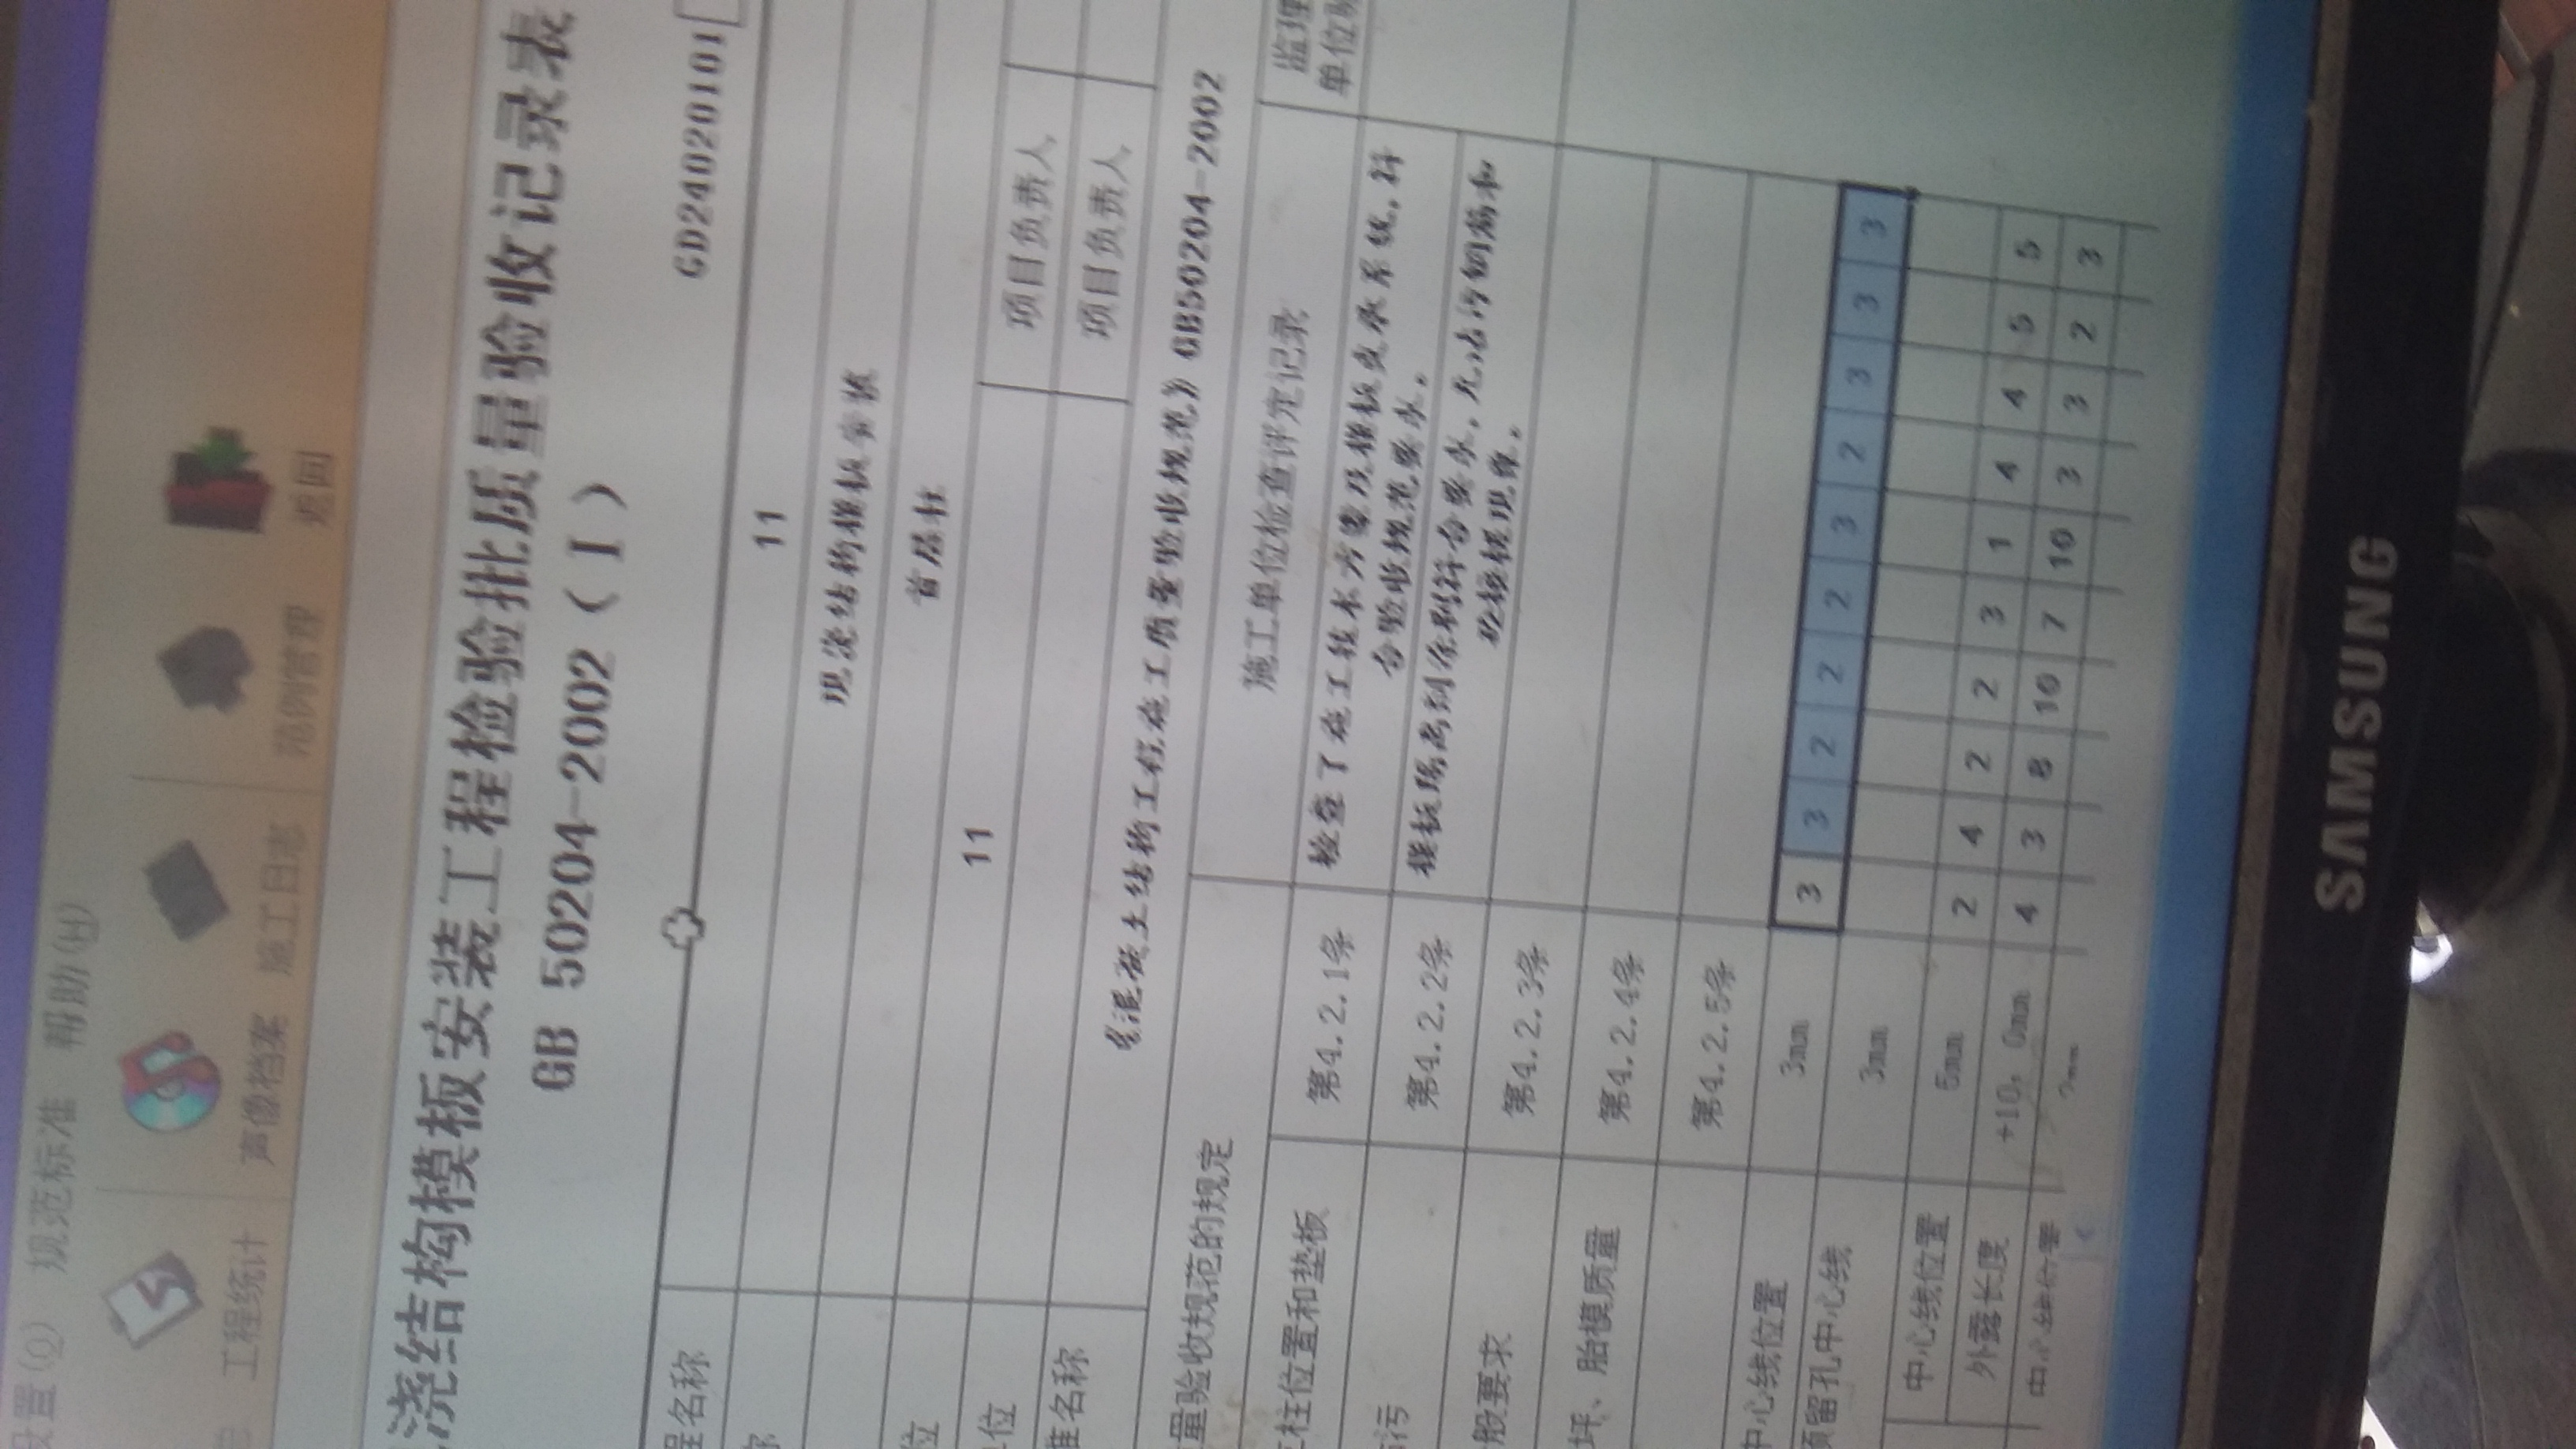 设置(Q) 规范标准 帮助(H)
工程统计 声像档案 施工日志 范例管理 返回
浇结构模板安装工程检验批质量验收记录表
GB 50204-2002(I)
GD24020101
程名称 11
称 现浇结构模板安装
首层柱
位 11 项目负责人
单位 项目负责人
准名称 《混凝土结构工程施工质量验收规范》GB50204-2002
质量验收规范的规定 施工单位检查评定记录 监理
单位验
立柱位置和垫板 第4.2.1条 检查了施工技术方案及模板支承系统,符
合验收规范要求。
沾污 第4.2.2条 模板隔离剂涂刷符合要求,无沾污钢筋和
砼接槎现象。
一般要求 第4.2.3条
坪、胎模质量 第4.2.4条
第4.2.5条
中心线位置 3mm 3 3 2 2 2 3 2 3 3 3
预留孔中心线 3mm
中心线位置 5mm 2 4 2 2 3 1 4 4 5 5
外露长度 +10,0mm 4 3 8 10 7 10 3 3 2 3
中心线位置 2mm
SAMSUNG